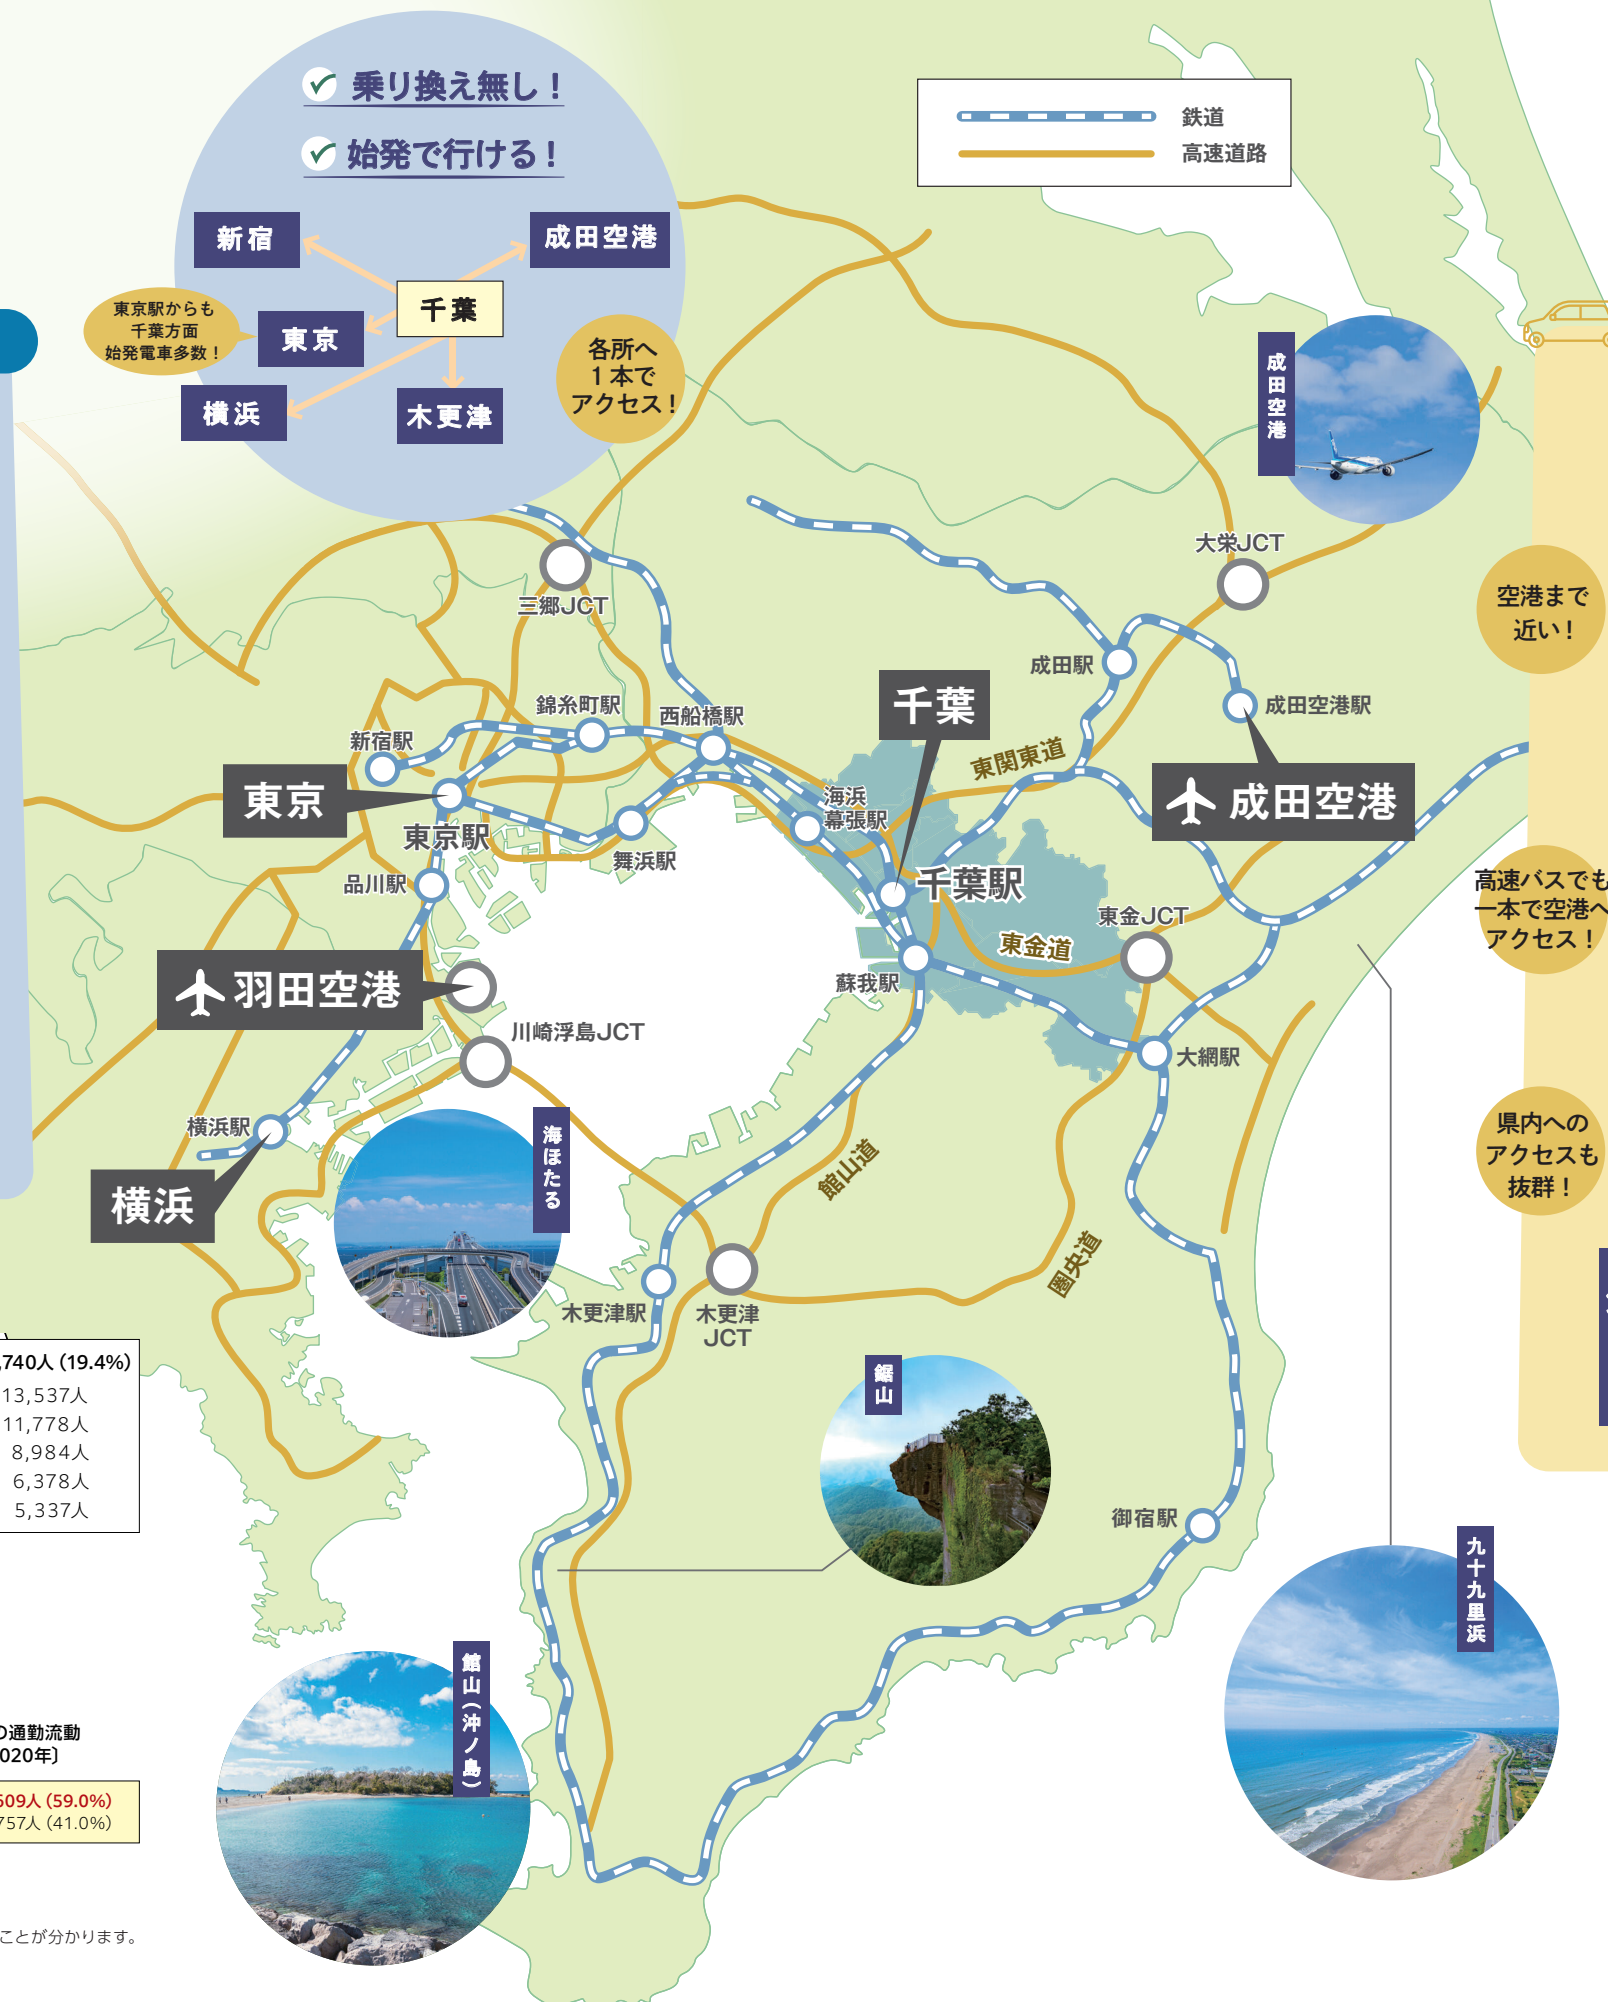 乗り換え無し！
始発で行ける！
新宿
成田空港
千葉
東京駅からも
千葉方面
始発電車多数！
東京
横浜
木更津
各所へ
1本で
アクセス！
鉄道
高速道路
成田空港
大栄JCT
三郷JCT
空港まで
近い！
成田駅
成田空港駅
千葉
錦糸町駅
西船橋駅
新宿駅
東関東道
成田空港
東京
海浜
幕張駅
東京駅
舞浜駅
品川駅
千葉駅
東金JCT
高速バスでも
一本で空港へ
アクセス！
東金道
蘇我駅
羽田空港
川崎浮島JCT
大網駅
横浜駅
海ほたる
館山道
県内への
アクセスも
抜群！
横浜
圏央道
木更津駅
木更津
JCT
,740人（19.4%）
13,537人
11,778人
8,984人
6,378人
5,337人
鋸山
御宿駅
九十九里浜
館山（沖ノ島）
の通勤流動
020年〕
609人（59.0%）
757人（41.0%）
ことが分かります。